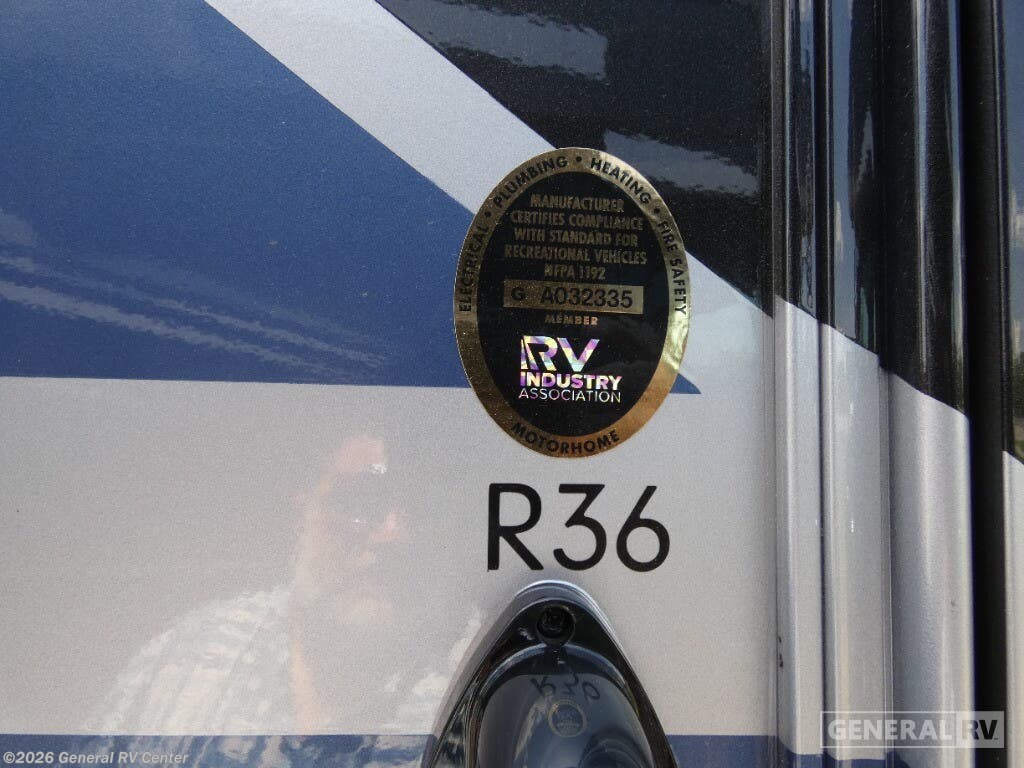 ELECTRICAL • PLUMBING • HEATING • FIRE SAFETY
MANUFACTURER
CERTIFIES COMPLIANCE
WITH STANDARD FOR
RECREATIONAL VEHICLES
NFPA 1192
G A032335
MEMBER
RV
INDUSTRY
ASSOCIATION
MOTORHOME
R36
R36
GENERAL RV
©2026 General RV Center